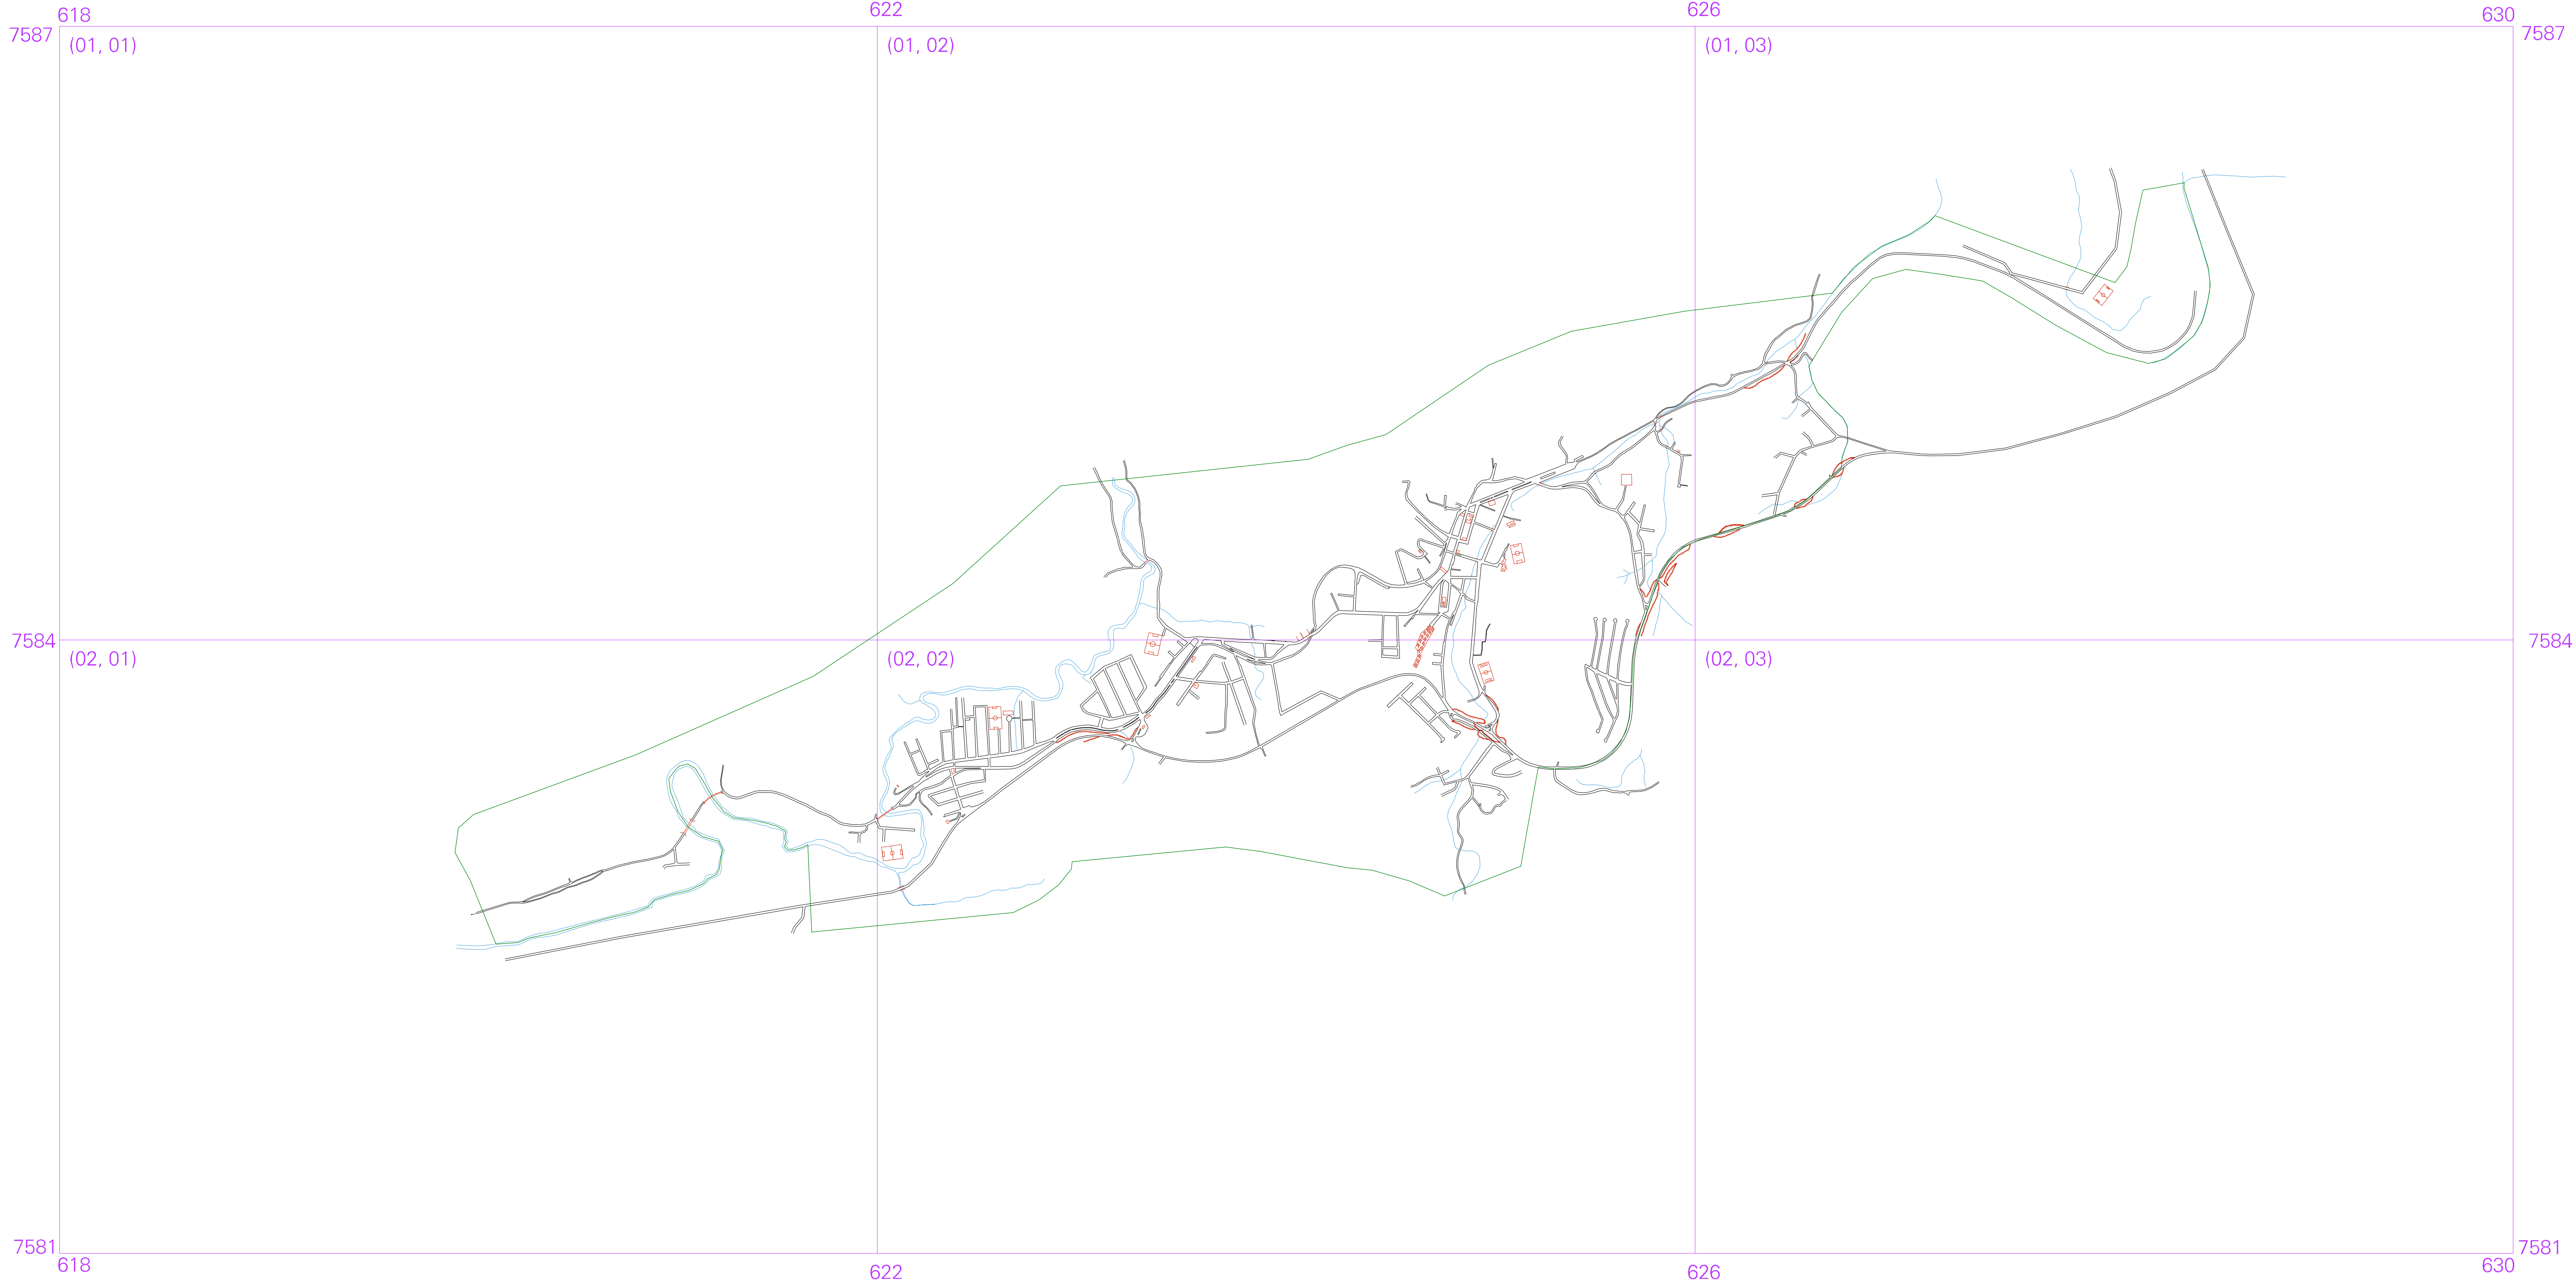 618 622 626 630
7587 7587
(01, 01) (01, 02) (01, 03)
7584 7584
(02, 01) (02, 02) (02, 03)
7581 7581
618 622 626 630